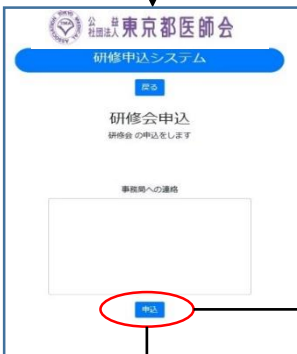 公益社団法人東京都医師会
研修申込システム
戻る
研修会申込
研修会の申込をします
事務局への連絡
申込